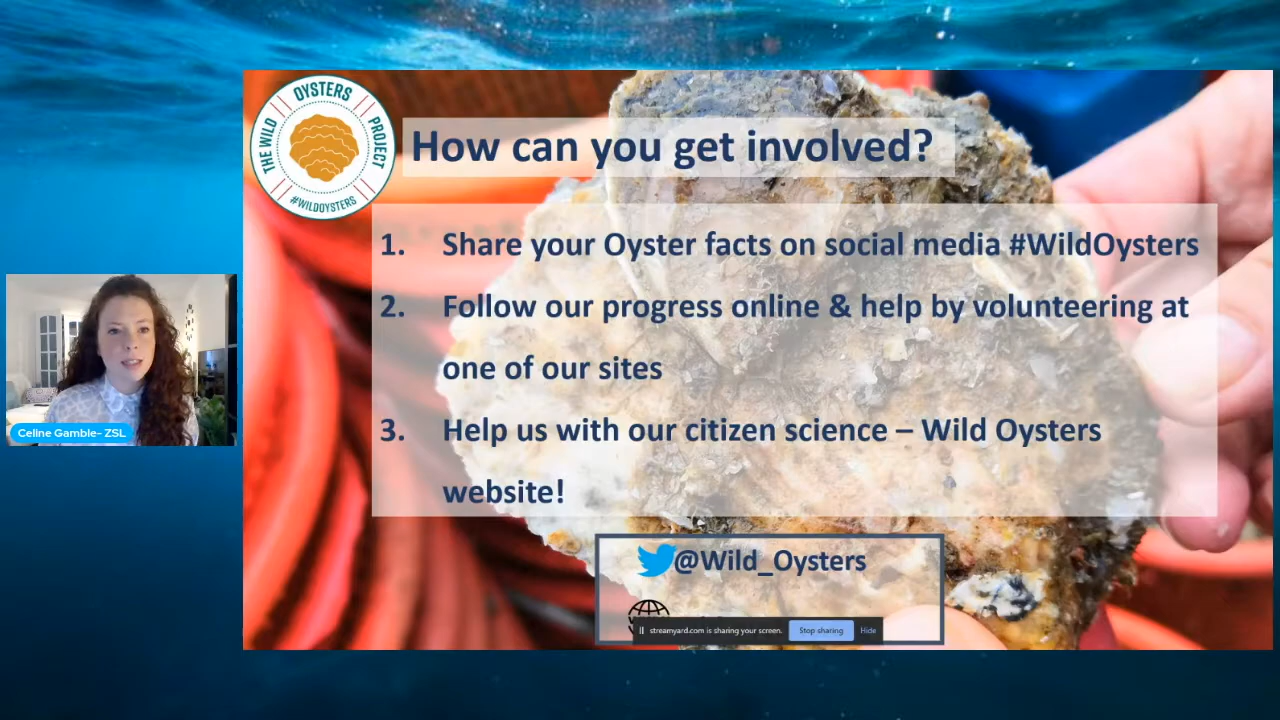 THE WILD OYSTERS PROJECT
#WILDOYSTERS
How can you get involved?
1. Share your Oyster facts on social media #WildOysters
2. Follow our progress online & help by volunteering at
one of our sites
3. Help us with our citizen science – Wild Oysters
website!
Celine Gamble- ZSL
@Wild_Oysters
streamyard.com is sharing your screen. Stop sharing Hide